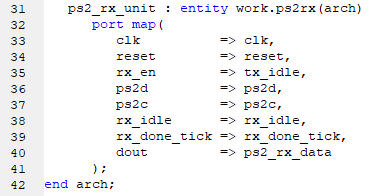 31 ps2_rx_unit : entity work.ps2rx(arch)
32 port map(
33 clk => clk,
34 reset => reset,
35 rx_en => tx_idle,
36 ps2d => ps2d,
37 ps2c => ps2c,
38 rx_idle => rx_idle,
39 rx_done_tick => rx_done_tick,
40 dout => ps2_rx_data
41 );
42 end arch;